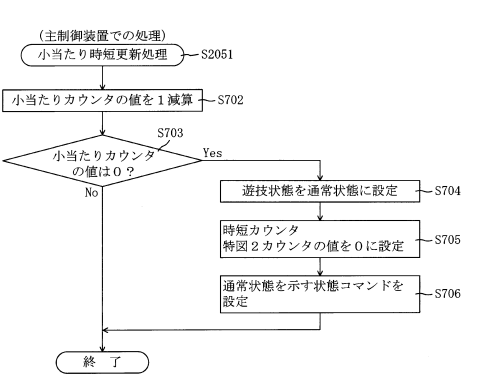 (主制御装置での処理)
小当たり時短更新処理
S2051
小当たりカウンタの値を１減算
S702
S703
小当たりカウンタ
の値は０？
Yes
No
遊技状態を通常状態に設定
S704
時短カウンタ
特図２カウンタの値を０に設定
S705
通常状態を示す状態コマンドを
設定
S706
終 了